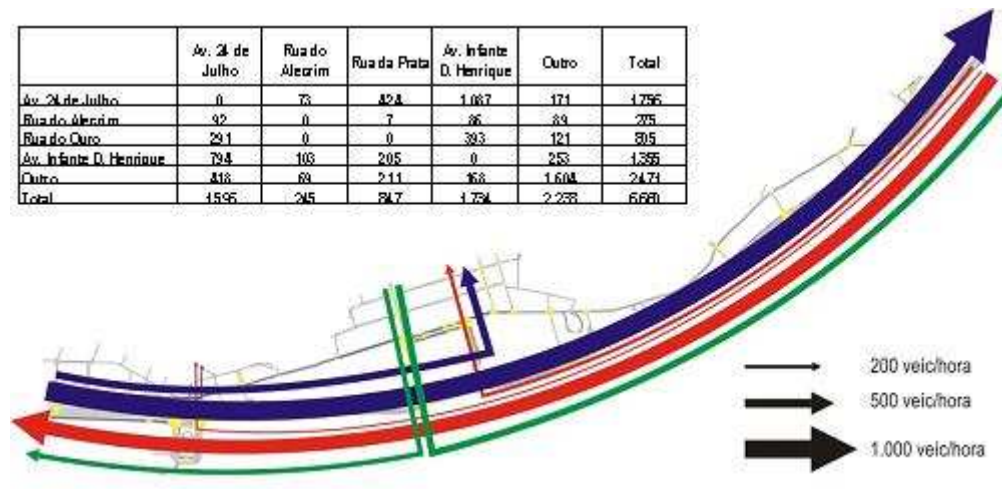 Av. 24 de Julho Rua do Alecrim Rua da Prata Av. Infante D. Henrique Outro Total
Av. 24 de Julho 0 73 424 1.087 171 1.756
Rua do Alecrim 92 0 7 86 89 275
Rua do Ouro 291 0 0 393 121 805
Av. Infante D. Henrique 794 103 205 0 253 1.355
Outro 418 69 211 168 1.604 2.471
Total 1.595 245 847 1.734 2.238 6.660
200 veic/hora
500 veic/hora
1.000 veic/hora